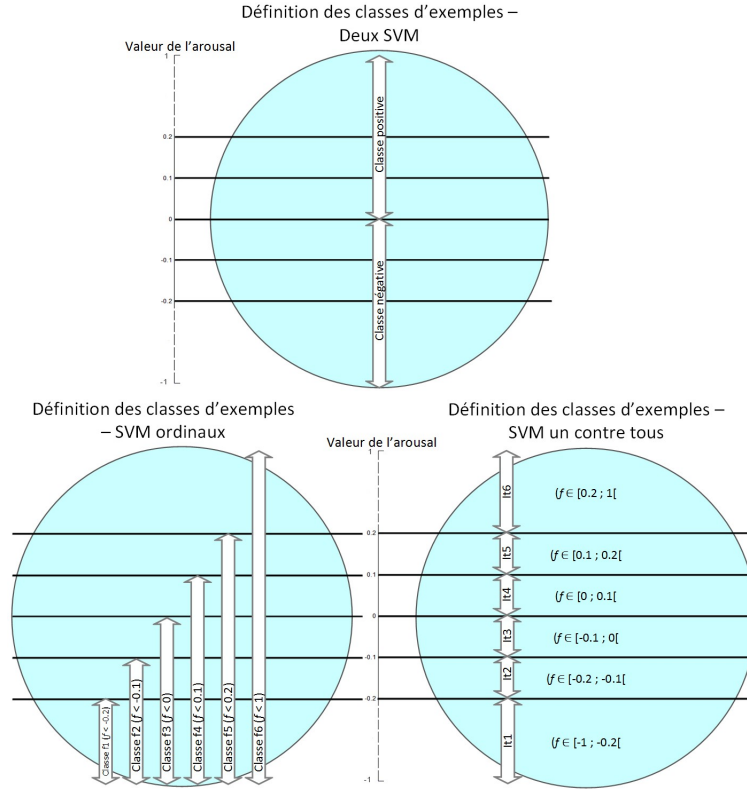 Définition des classes d’exemples –
Deux SVM
Valeur de l’arousal
1
0.2
0.1
0
-0.1
-0.2
-1
Classe positive
Classe négative
Définition des classes d’exemples
– SVM ordinaux
Classe f1 (f < -0.2)
Classe f2 (f < -0.1)
Classe f3 (f < 0)
Classe f4 (f < 0.1)
Classe f5 (f < 0.2)
Classe f6 (f < 1)
Valeur de l’arousal
1
0.2
0.1
0
-0.1
-0.2
-1
Définition des classes d’exemples –
SVM un contre tous
It6 (f ∈ [0.2 ; 1[
It5 (f ∈ [0.1 ; 0.2[
It4 (f ∈ [0 ; 0.1[
It3 (f ∈ [-0.1 ; 0[
It2 (f ∈ [-0.2 ; -0.1[
It1 (f ∈ [-1 ; -0.2[